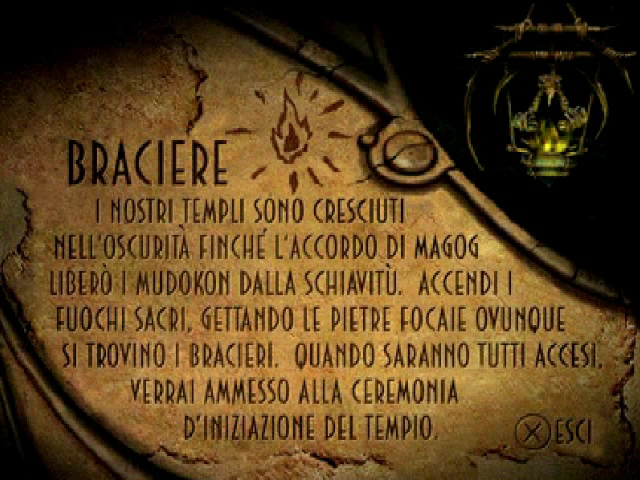 BRACIERE
I NOSTRI TEMPLI SONO CRESCIUTI
NELL'OSCURITÀ FINCHÉ L'ACCORDO DI MAGOG
LIBERÒ I MUDOKON DALLA SCHIAVITÙ. ACCENDI I
FUOCHI SACRI, GETTANDO LE PIETRE FOCAIE OVUNQUE
SI TROVINO I BRACIERI. QUANDO SARANNO TUTTI ACCESI,
VERRAI AMMESSO ALLA CEREMONIA
D'INIZIAZIONE DEL TEMPIO.
X ESCI